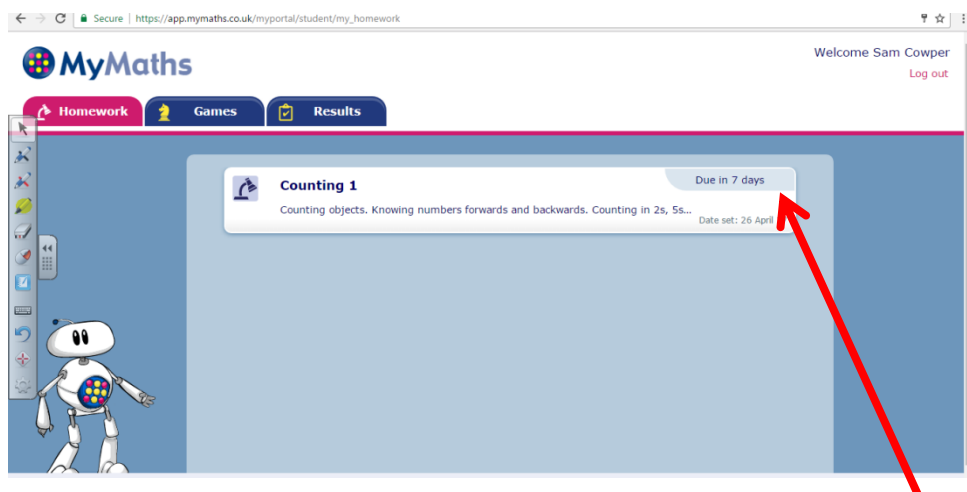 Secure | https://app.mymaths.co.uk/myportal/student/my_homework
MyMaths
Welcome Sam Cowper
Log out
Homework
Games
Results
Counting 1
Due in 7 days
Counting objects. Knowing numbers forwards and backwards. Counting in 2s, 5s...
Date set: 26 April